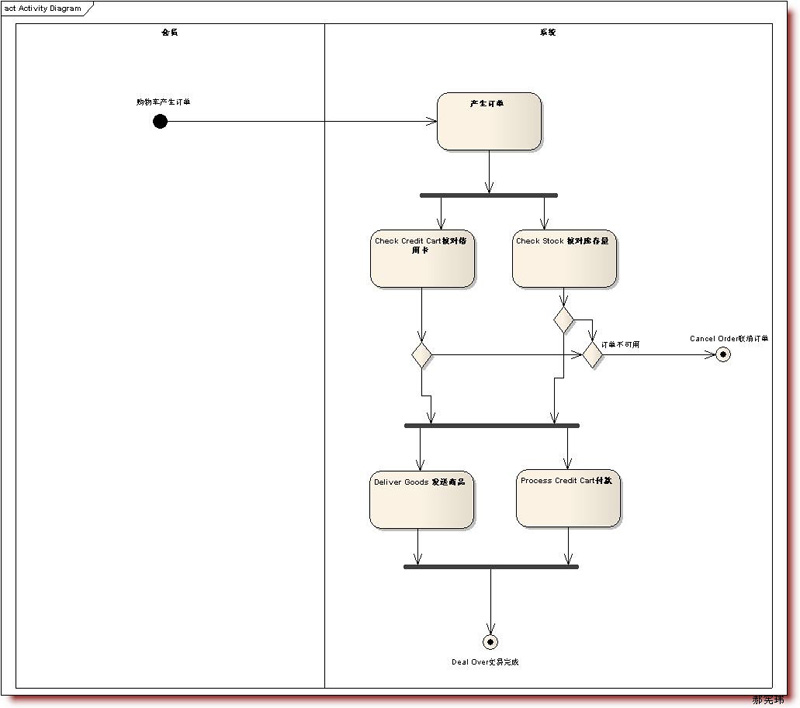 act Activity Diagram
会员
系统
购物车产生订单
产生订单
Check Credit Cart核对信
用卡
Check Stock 核对库存量
Cancel Order取消订单
订单不可用
Deliver Goods 发送商品
Process Credit Cart付款
Deal Over交易完成
郝宪玮